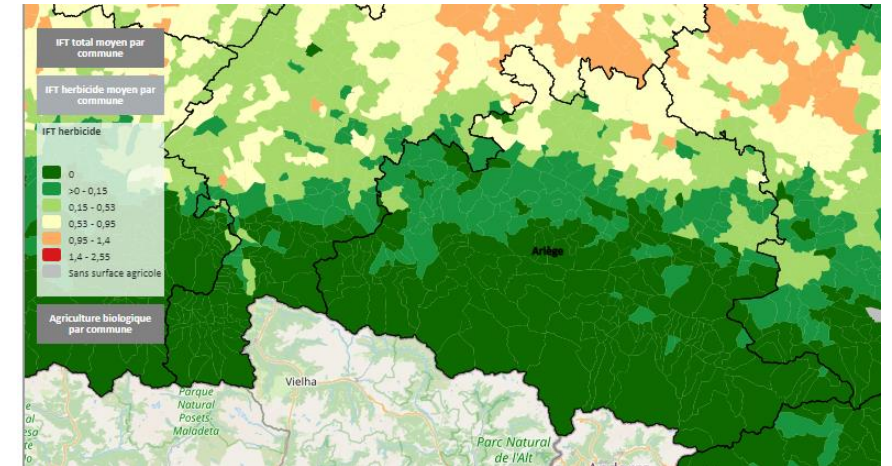 IFT total moyen par
commune
IFT herbicide moyen par
commune
IFT herbicide
0
>0 - 0,15
0,15 - 0,53
0,53 - 0,95
0,95 - 1,4
1,4 - 2,55
Sans surface agricole
Agriculture biologique
par commune
Ariège
Vielha
Parque
Natural
Posets-
Maladeta
Parc Natural
de l'Alt